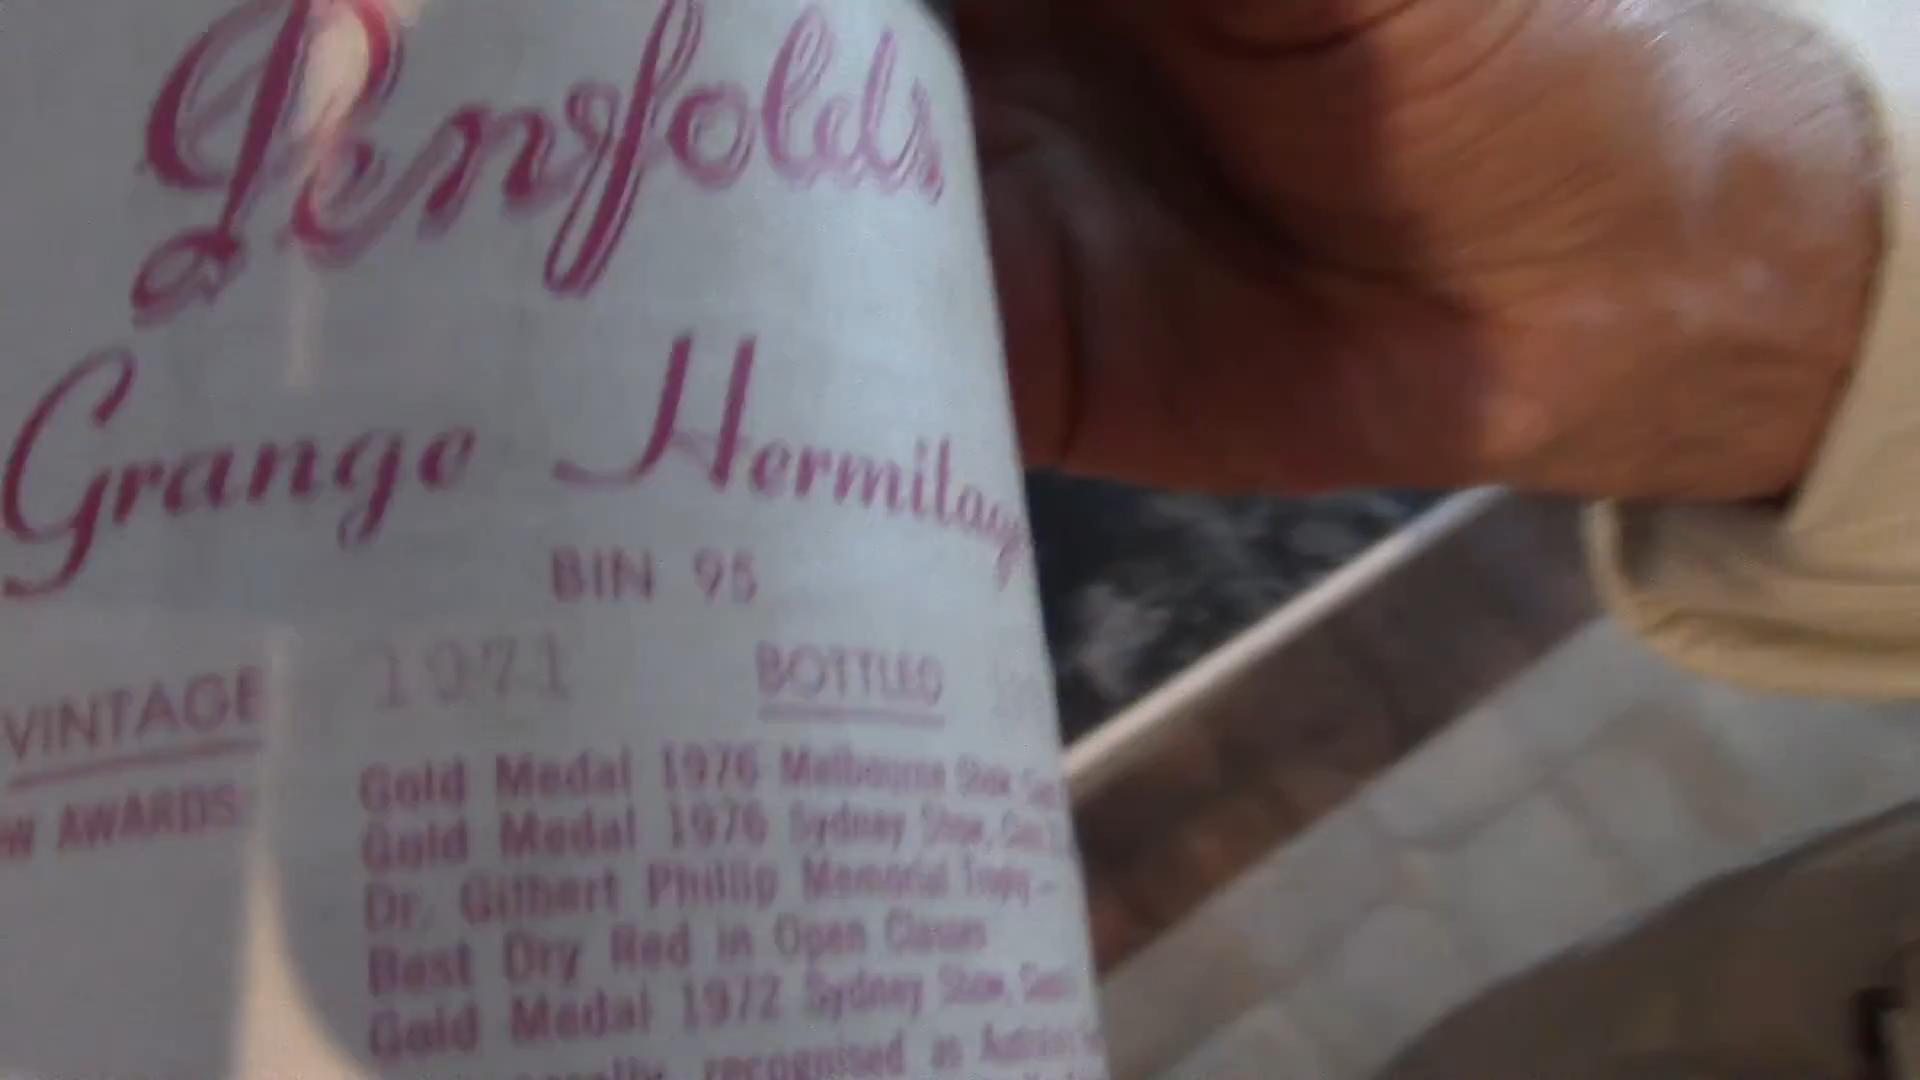 Penfolds
Grange Hermitage
BIN 95
VINTAGE 1971 BOTTLED
AWARDS
Gold Medal 1976 Melbourne Show,
Gold Medal 1976 Sydney Show,
Dr. Gilbert Phillip Memorial Trophy –
Best Dry Red in Open Classes
Gold Medal 1972 Sydney Show,
recognised as